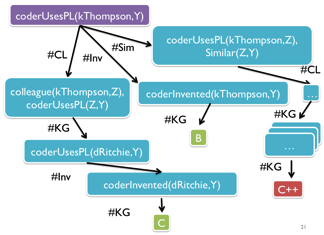 coderUsesPL(kThompson,Y)
#CL
#Inv
#Sim
coderUsesPL(kThompson,Z),
Similar(Z,Y)
#CL
colleague(kThompson,Z),
coderUsesPL(Z,Y)
coderInvented(kThompson,Y)
...
#KG
#KG
#KG
B
coderUsesPL(dRitchie,Y)
...
#Inv
#KG
coderInvented(dRitchie,Y)
C++
#KG
C
21